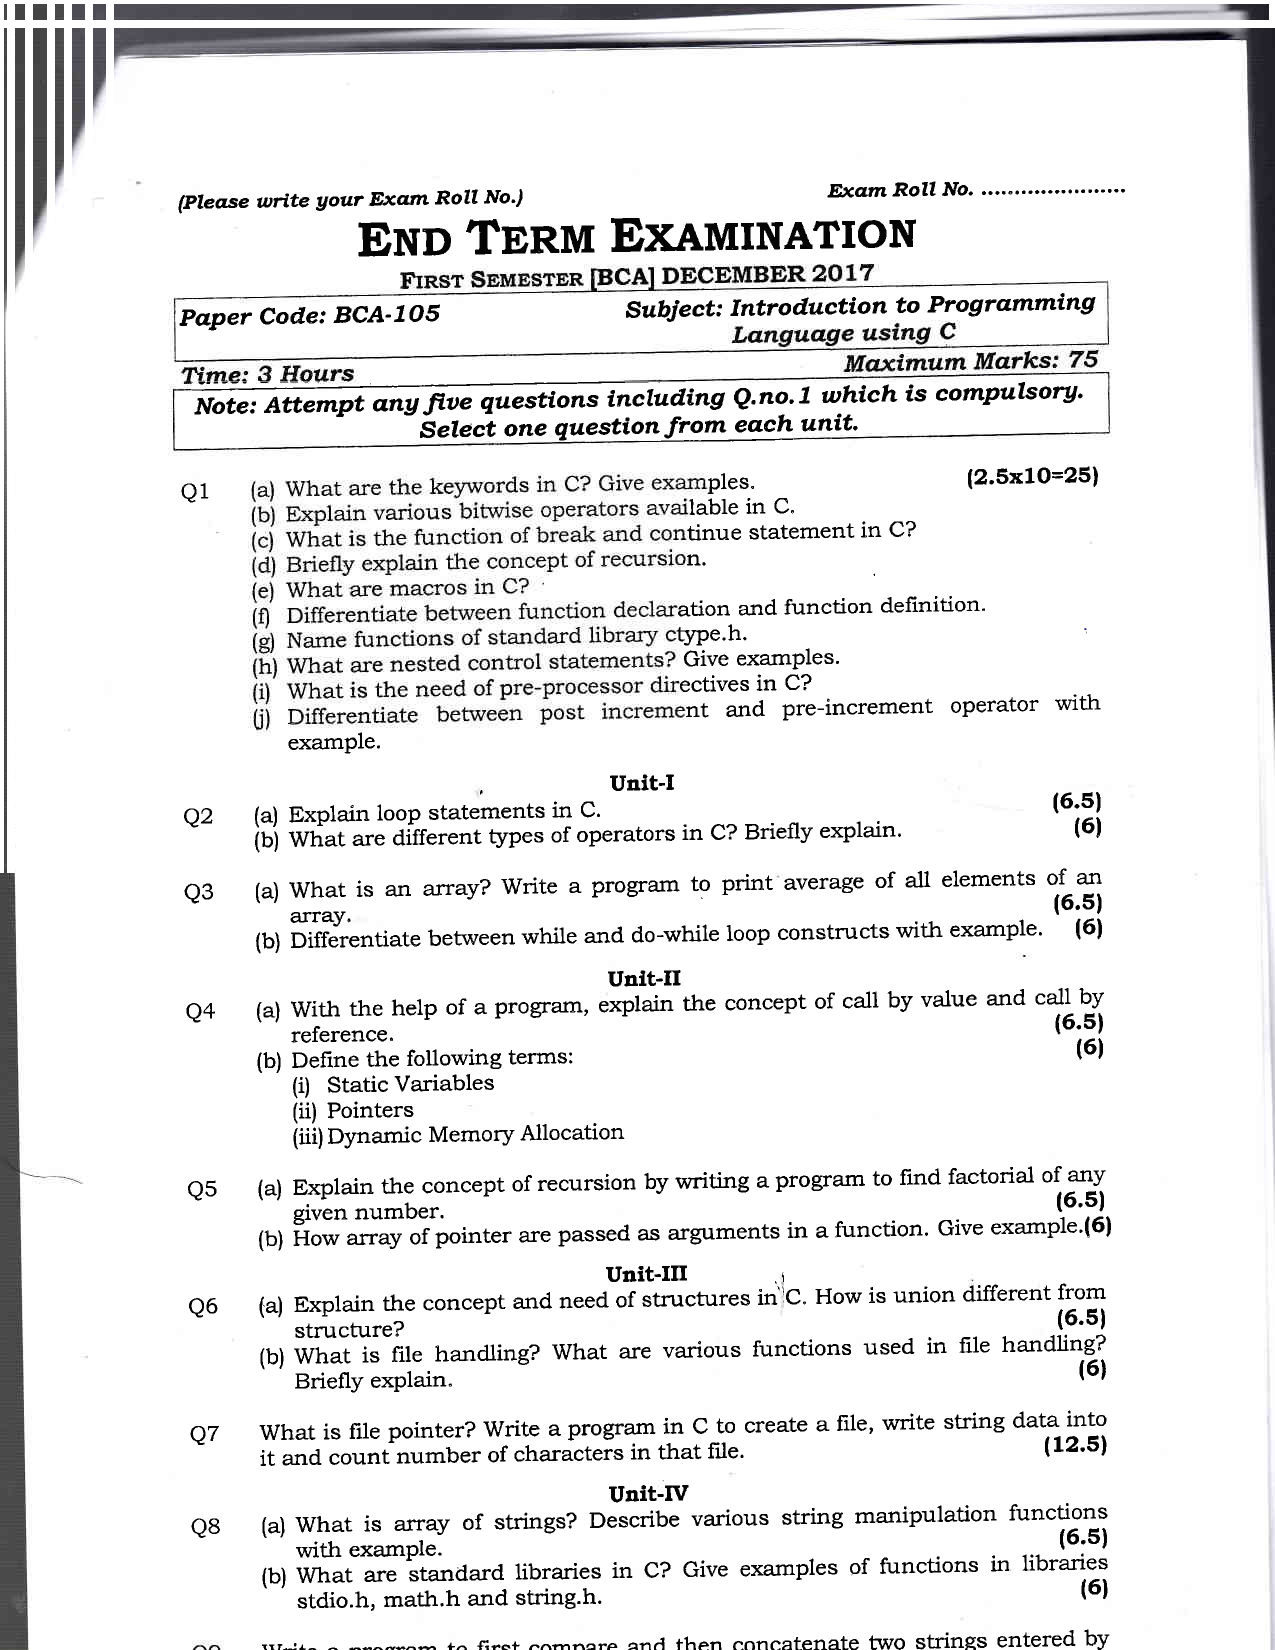 (Please write your Exam Roll No.) Exam Roll No. ......................
END TERM EXAMINATION
FIRST SEMESTER [BCA] DECEMBER 2017
Paper Code: BCA-105 Subject: Introduction to Programming
Language using C
Time: 3 Hours Maximum Marks: 75
Note: Attempt any five questions including Q.no.1 which is compulsory.
Select one question from each unit.
Q1 (a) What are the keywords in C? Give examples. (2.5x10=25)
(b) Explain various bitwise operators available in C.
(c) What is the function of break and continue statement in C?
(d) Briefly explain the concept of recursion.
(e) What are macros in C?
(f) Differentiate between function declaration and function definition.
(g) Name functions of standard library ctype.h.
(h) What are nested control statements? Give examples.
(i) What is the need of pre-processor directives in C?
(j) Differentiate between post increment and pre-increment operator with
example.
Unit-I
Q2 (a) Explain loop statements in C. (6.5)
(b) What are different types of operators in C? Briefly explain. (6)
Q3 (a) What is an array? Write a program to print average of all elements of an
array. (6.5)
(b) Differentiate between while and do-while loop constructs with example. (6)
Unit-II
Q4 (a) With the help of a program, explain the concept of call by value and call by
reference. (6.5)
(b) Define the following terms: (6)
(i) Static Variables
(ii) Pointers
(iii) Dynamic Memory Allocation
Q5 (a) Explain the concept of recursion by writing a program to find factorial of any
given number. (6.5)
(b) How array of pointer are passed as arguments in a function. Give example.(6)
Unit-III
Q6 (a) Explain the concept and need of structures in C. How is union different from
structure? (6.5)
(b) What is file handling? What are various functions used in file handling?
Briefly explain. (6)
Q7 What is file pointer? Write a program in C to create a file, write string data into
it and count number of characters in that file. (12.5)
Unit-IV
Q8 (a) What is array of strings? Describe various string manipulation functions
with example. (6.5)
(b) What are standard libraries in C? Give examples of functions in libraries
stdio.h, math.h and string.h. (6)
Write a program to first compare and then concatenate two strings entered by